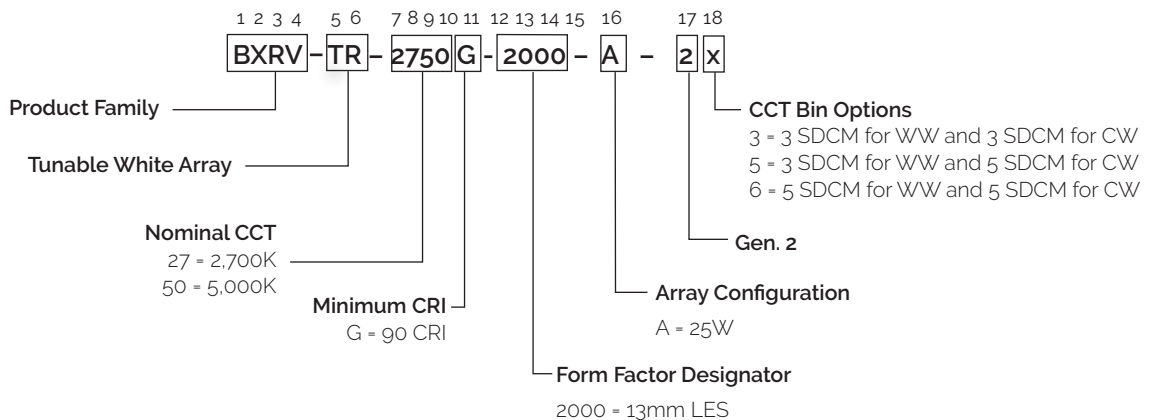 1 2 3 4 5 6 7 8 9 10 11 12 13 14 15 16 17 18
BXRV – TR – 2750 G - 2000 – A – 2 x
Product Family
Tunable White Array
Nominal CCT
27 = 2,700K
50 = 5,000K
Minimum CRI
G = 90 CRI
Form Factor Designator
2000 = 13mm LES
Array Configuration
A = 25W
Gen. 2
CCT Bin Options
3 = 3 SDCM for WW and 3 SDCM for CW
5 = 3 SDCM for WW and 5 SDCM for CW
6 = 5 SDCM for WW and 5 SDCM for CW